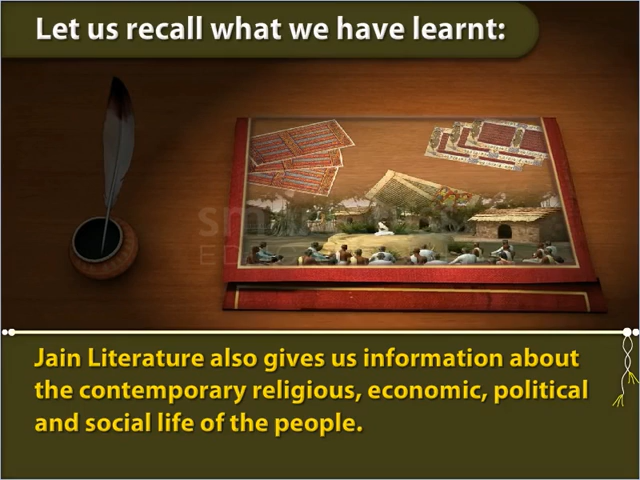 Let us recall what we have learnt:
Jain Literature also gives us information about
the contemporary religious, economic, political
and social life of the people.